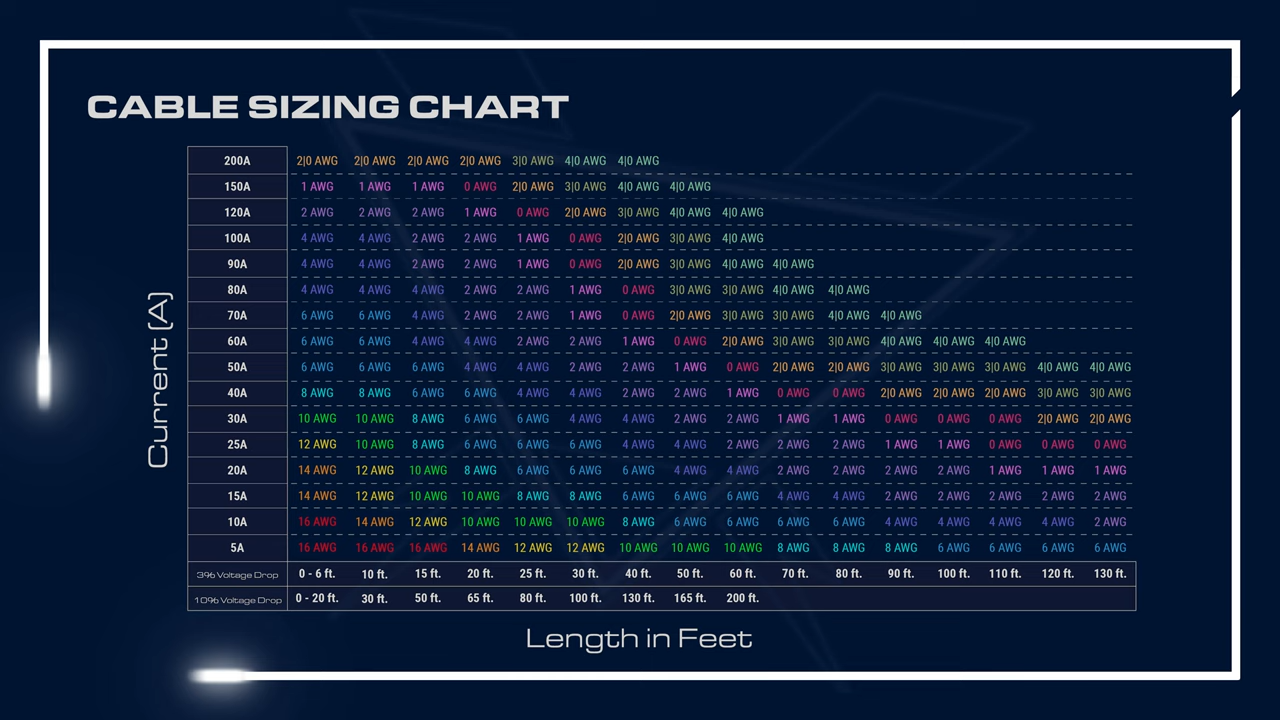 CABLE SIZING CHART
200A 2|0 AWG 2|0 AWG 2|0 AWG 2|0 AWG 3|0 AWG 4|0 AWG 4|0 AWG
150A 1 AWG 1 AWG 1 AWG 0 AWG 2|0 AWG 3|0 AWG 4|0 AWG 4|0 AWG
120A 2 AWG 2 AWG 2 AWG 1 AWG 0 AWG 2|0 AWG 3|0 AWG 4|0 AWG 4|0 AWG
100A 4 AWG 4 AWG 2 AWG 2 AWG 1 AWG 0 AWG 2|0 AWG 3|0 AWG 4|0 AWG
90A 4 AWG 4 AWG 2 AWG 2 AWG 1 AWG 0 AWG 2|0 AWG 3|0 AWG 4|0 AWG 4|0 AWG
80A 4 AWG 4 AWG 4 AWG 2 AWG 2 AWG 1 AWG 0 AWG 3|0 AWG 3|0 AWG 4|0 AWG 4|0 AWG
70A 6 AWG 6 AWG 4 AWG 2 AWG 2 AWG 1 AWG 0 AWG 2|0 AWG 3|0 AWG 3|0 AWG 4|0 AWG 4|0 AWG
60A 6 AWG 6 AWG 4 AWG 4 AWG 2 AWG 2 AWG 1 AWG 0 AWG 2|0 AWG 3|0 AWG 3|0 AWG 4|0 AWG 4|0 AWG 4|0 AWG
50A 6 AWG 6 AWG 6 AWG 4 AWG 4 AWG 2 AWG 2 AWG 1 AWG 0 AWG 2|0 AWG 2|0 AWG 3|0 AWG 3|0 AWG 3|0 AWG 4|0 AWG 4|0 AWG
40A 8 AWG 8 AWG 6 AWG 6 AWG 4 AWG 4 AWG 2 AWG 2 AWG 1 AWG 0 AWG 0 AWG 2|0 AWG 2|0 AWG 2|0 AWG 3|0 AWG 3|0 AWG
30A 10 AWG 10 AWG 8 AWG 6 AWG 6 AWG 4 AWG 4 AWG 2 AWG 2 AWG 1 AWG 1 AWG 0 AWG 0 AWG 0 AWG 2|0 AWG 2|0 AWG
25A 12 AWG 10 AWG 8 AWG 6 AWG 6 AWG 6 AWG 4 AWG 4 AWG 2 AWG 2 AWG 2 AWG 1 AWG 1 AWG 0 AWG 0 AWG 0 AWG
20A 14 AWG 12 AWG 10 AWG 8 AWG 6 AWG 6 AWG 6 AWG 4 AWG 4 AWG 2 AWG 2 AWG 2 AWG 2 AWG 1 AWG 1 AWG 1 AWG
15A 14 AWG 12 AWG 10 AWG 10 AWG 8 AWG 8 AWG 6 AWG 6 AWG 6 AWG 4 AWG 4 AWG 2 AWG 2 AWG 2 AWG 2 AWG 2 AWG
10A 16 AWG 14 AWG 12 AWG 10 AWG 10 AWG 10 AWG 8 AWG 6 AWG 6 AWG 6 AWG 6 AWG 4 AWG 4 AWG 4 AWG 4 AWG 2 AWG
5A 16 AWG 16 AWG 16 AWG 14 AWG 12 AWG 12 AWG 10 AWG 10 AWG 10 AWG 8 AWG 8 AWG 8 AWG 6 AWG 6 AWG 6 AWG 6 AWG
3% Voltage Drop 0 - 6 ft. 10 ft. 15 ft. 20 ft. 25 ft. 30 ft. 40 ft. 50 ft. 60 ft. 70 ft. 80 ft. 90 ft. 100 ft. 110 ft. 120 ft. 130 ft.
10% Voltage Drop 0 - 20 ft. 30 ft. 50 ft. 65 ft. 80 ft. 100 ft. 130 ft. 165 ft. 200 ft.
Current (A)
Length in Feet